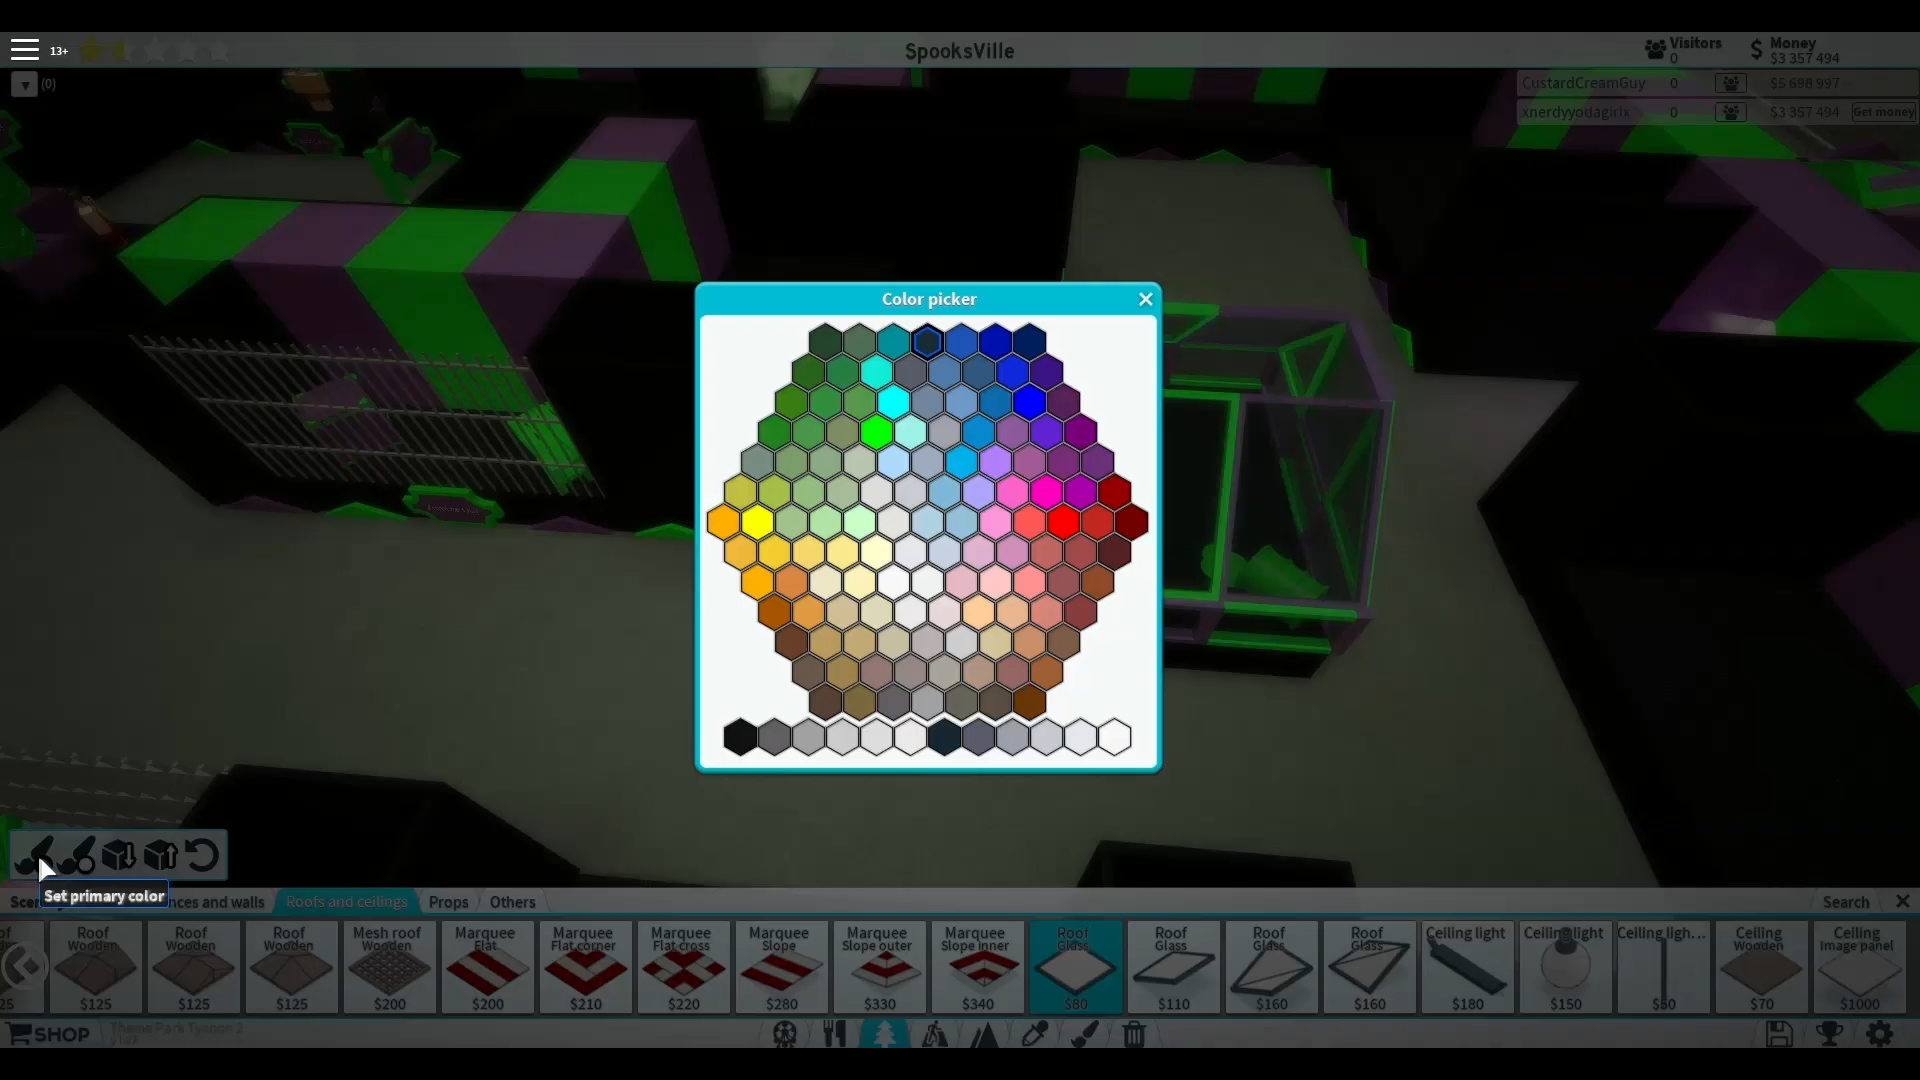 13+
SpooksVille
Visitors
0
Money
$3 357 494
(0)
CustardCreamGuy 0 $5 698 997
xnerdyyodagirlx 0 $3 357 494 Get money
Color picker
Set primary color
nces and walls Roofs and ceilings Props Others Search
Roof
Wooden
$125
Roof
Wooden
$125
Roof
Wooden
$125
Mesh roof
Wooden
$200
Marquee
Flat
$200
Marquee
Flat corner
$210
Marquee
Flat cross
$220
Marquee
Slope
$280
Marquee
Slope outer
$330
Marquee
Slope inner
$340
Roof
Glass
$80
Roof
Glass
$110
Roof
Glass
$160
Roof
Glass
$160
Ceiling light
$180
Ceiling light
$150
Ceiling ligh...
$50
Ceiling
Wooden
$70
Ceiling
Image panel
$1000
SHOP
Theme Park Tycoon 2